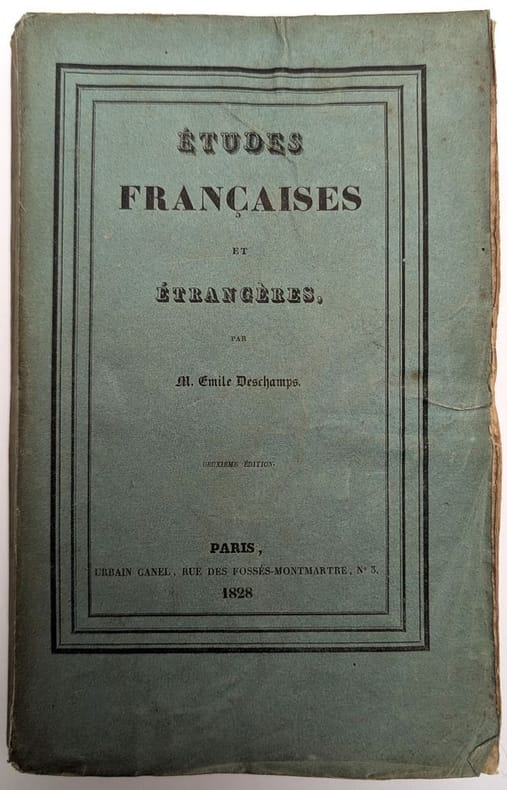 ÉTUDES
FRANÇAISES
ET
ÉTRANGÈRES,
PAR
M. Emile Deschamps.
DEUXIÈME ÉDITION.
PARIS,
URBAIN CANEL, RUE DES FOSSÉS-MONTMARTRE, N° 3.
1828